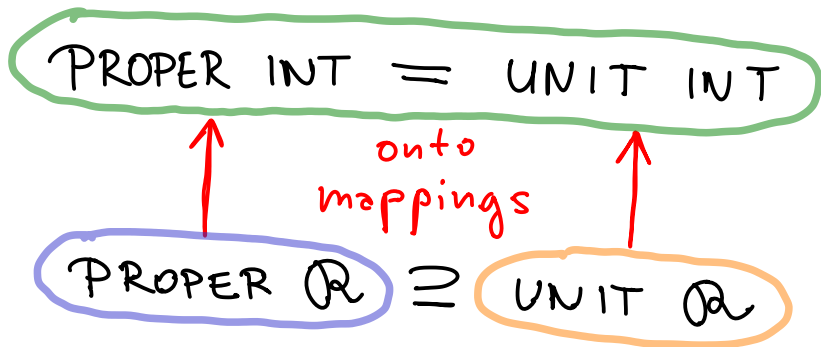 PROPER INT = UNIT INT
onto
mappings
PROPER R ⊇ UNIT R